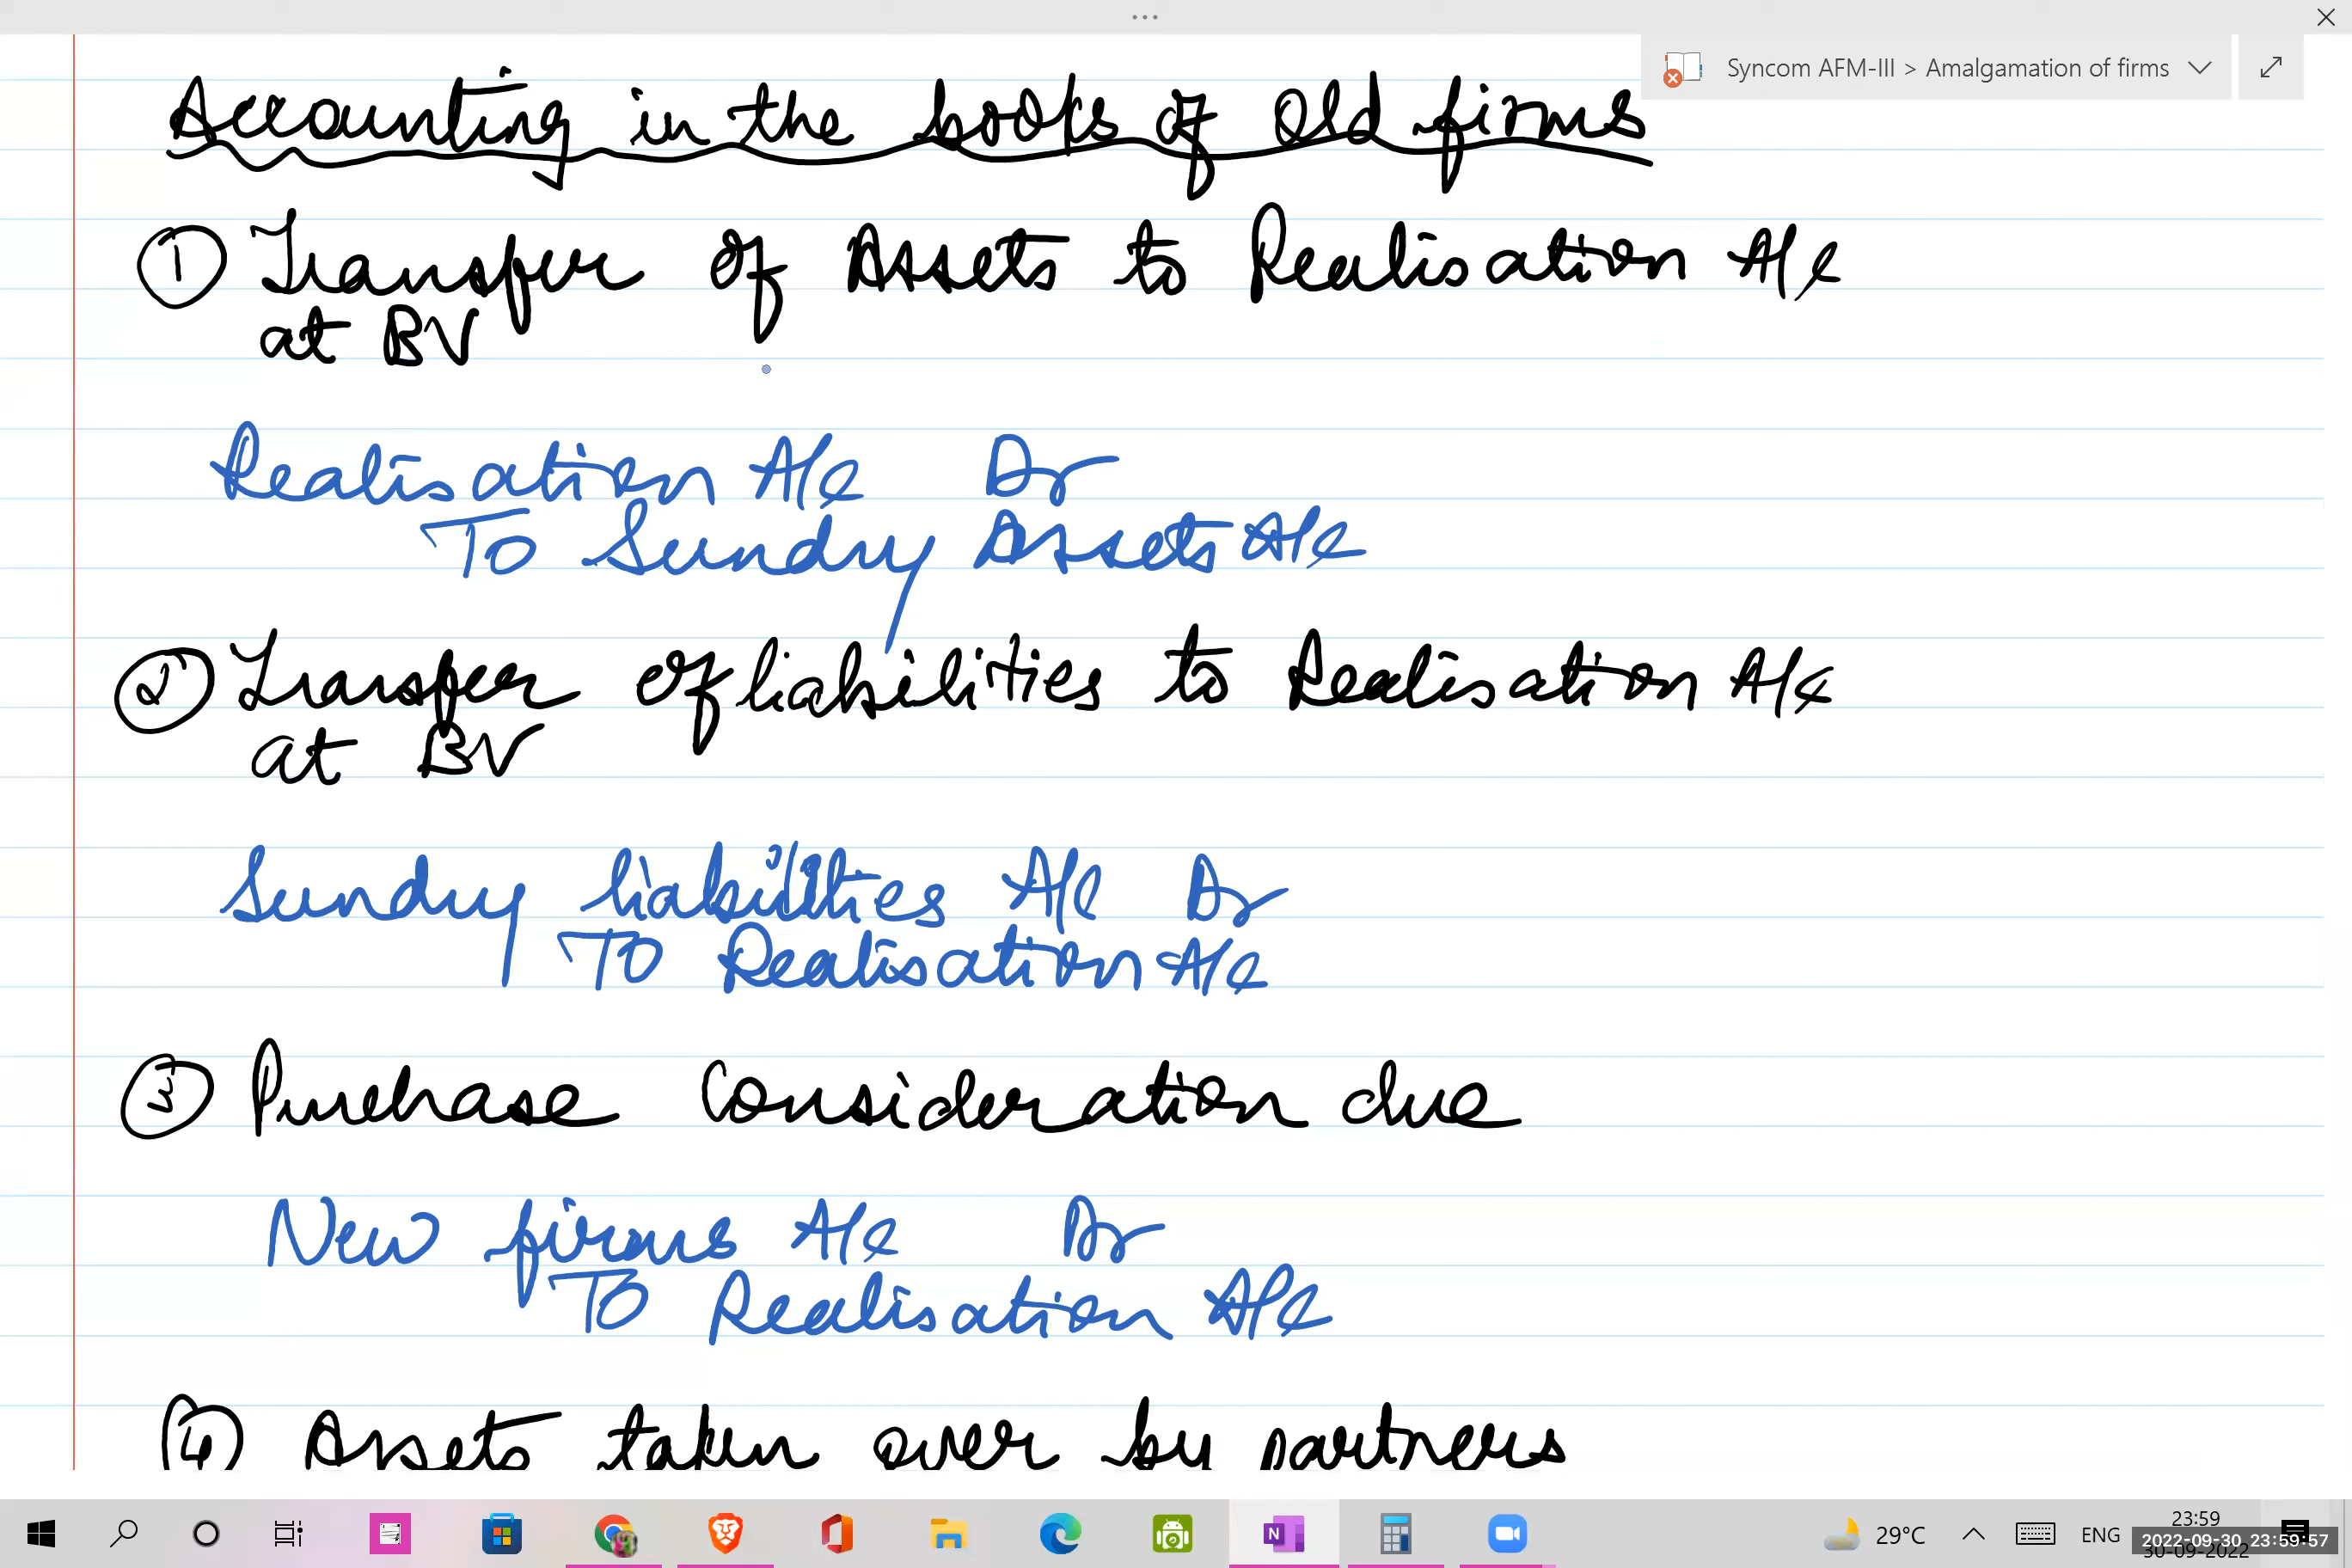 Syncom AFM-III > Amalgamation of firms
Accounting in the books of old firms
① Transfer of Assets to Realisation A/c
at BV
Realisation A/c Dr
To Sundry Assets A/c
② Transfer of liabilities to Realisation A/c
at BV
Sundry liabilities A/c Dr
To Realisation A/c
③ Purchase Consideration due
New firms A/c Dr
To Realisation A/c
④ Assets taken over by partners
29°C
ENG
23:59
2022-09-30 23:59:57
30-09-2022